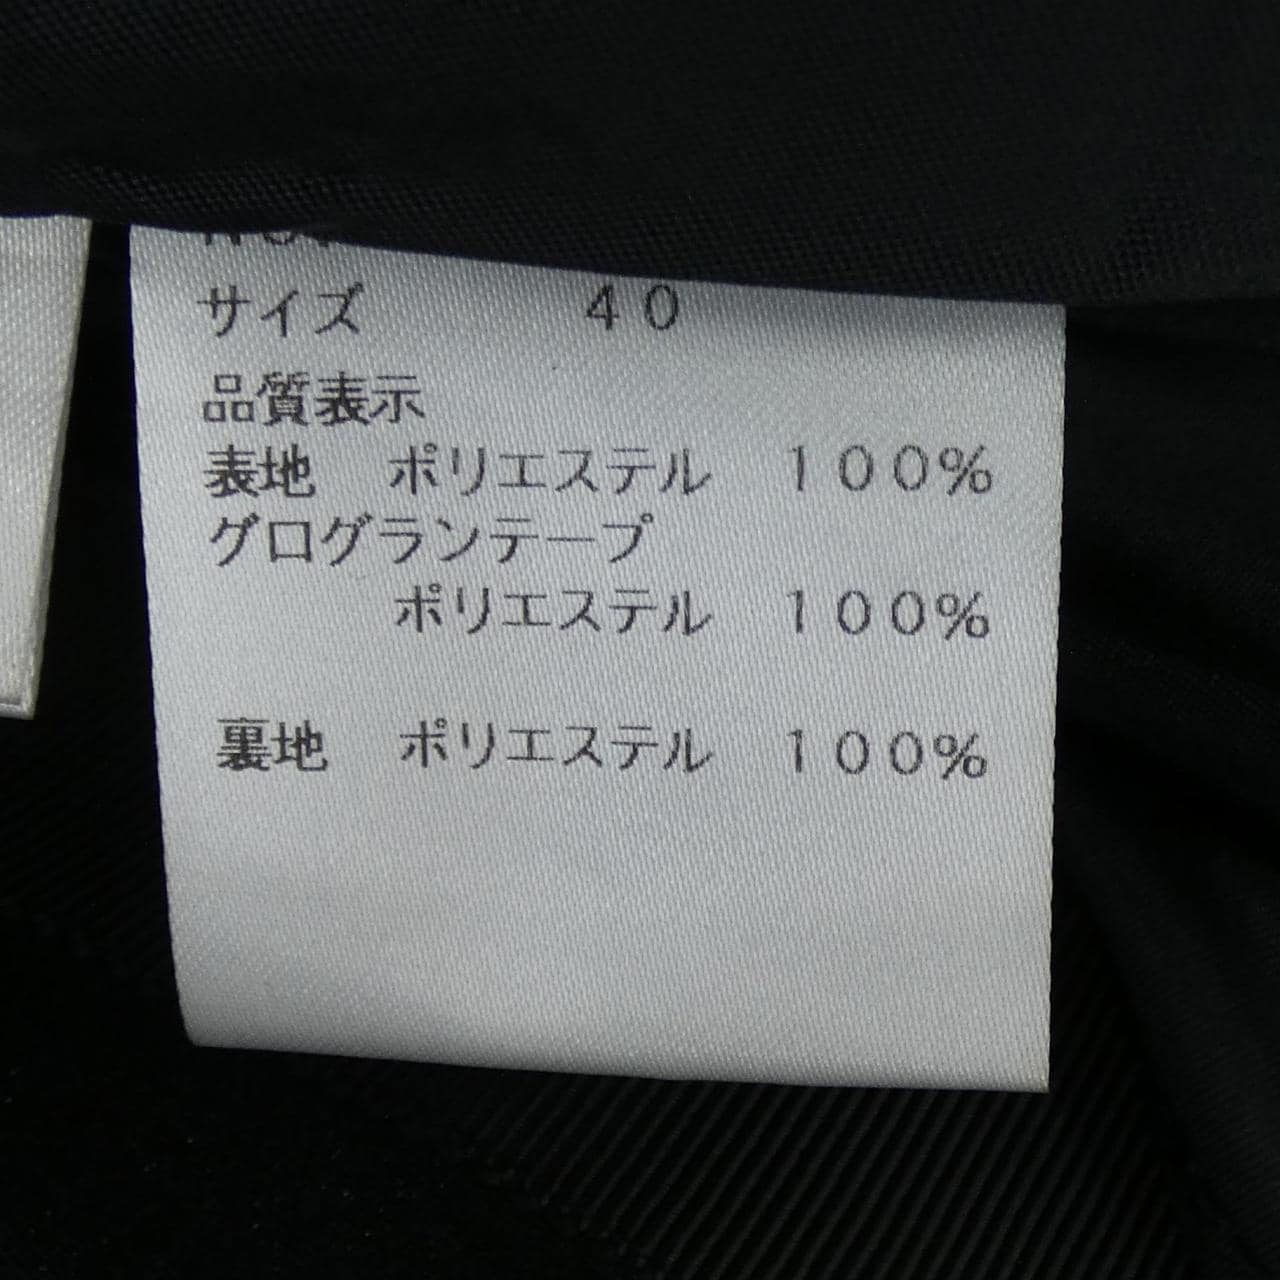 サイズ　４０
品質表示
表地　ポリエステル　１００％
グログランテープ
ポリエステル　１００％
裏地　ポリエステル　１００％